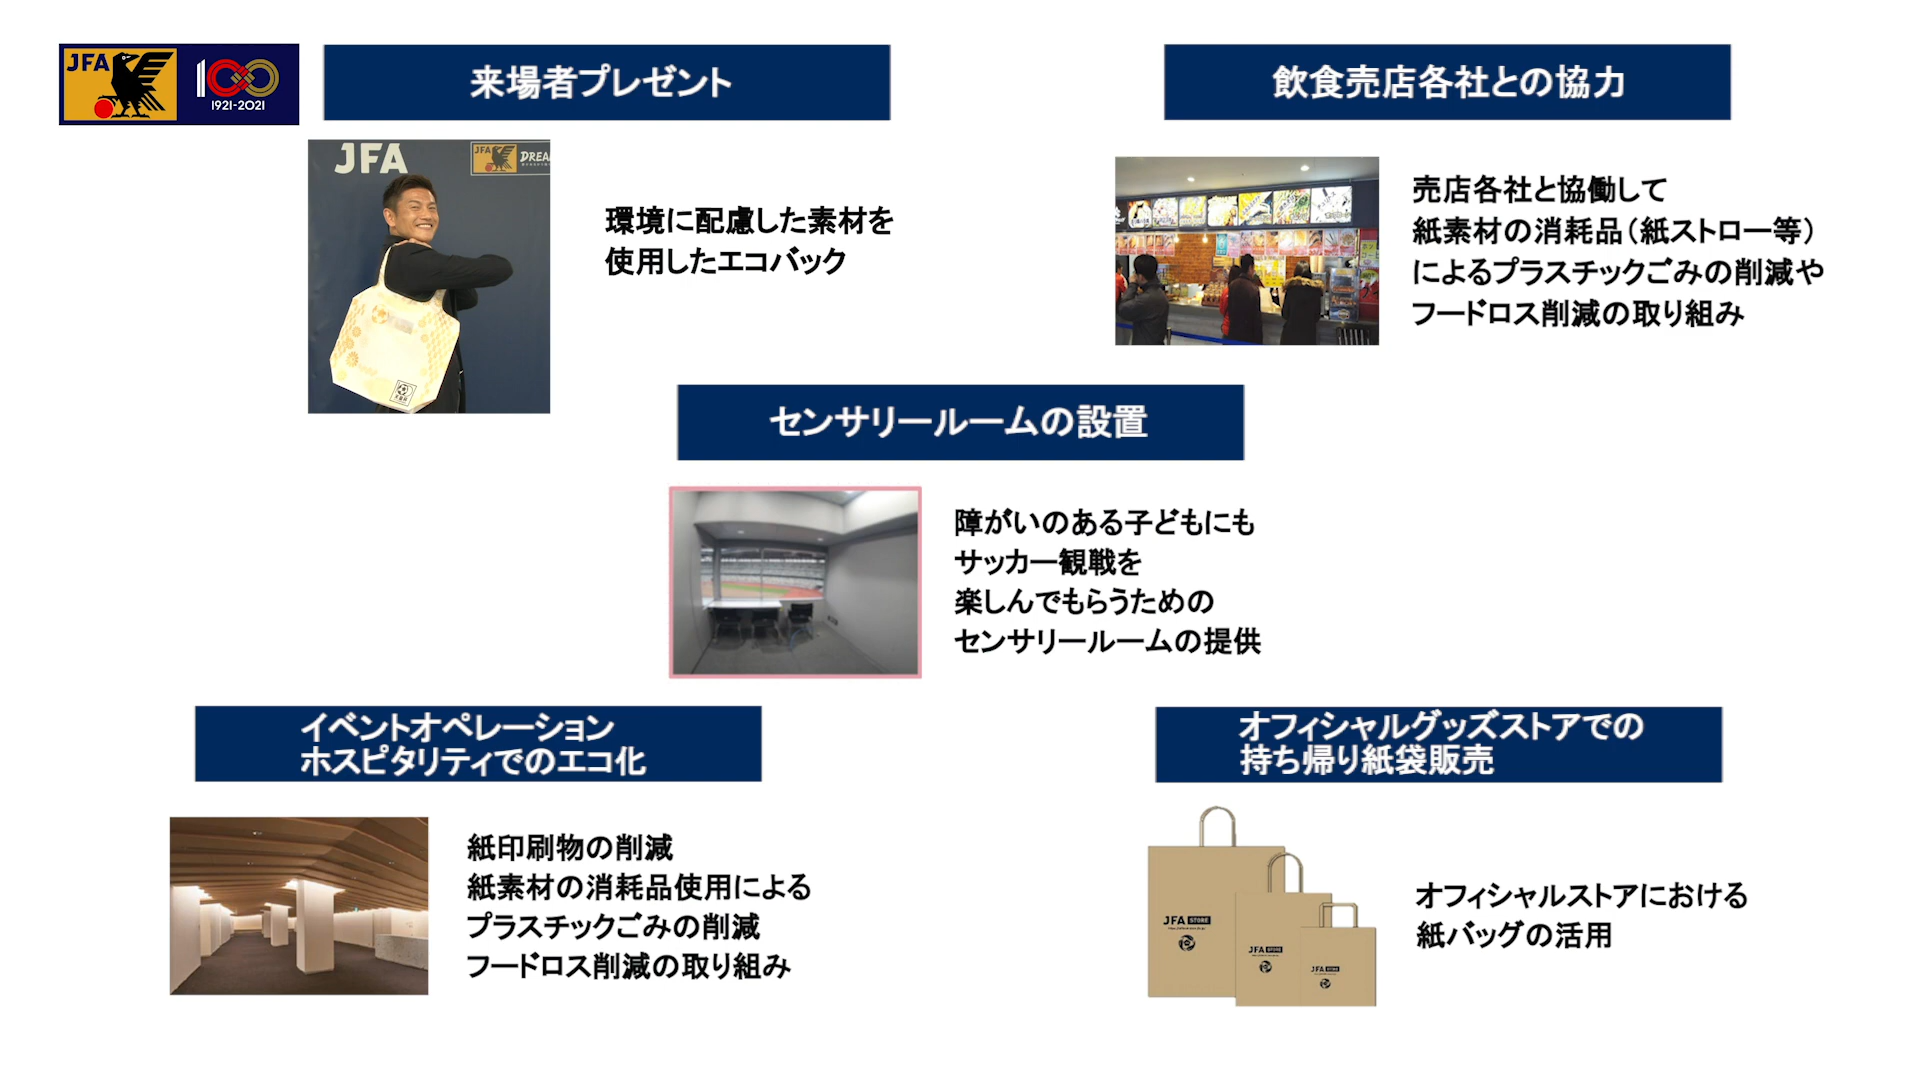 JFA
100
1921-2021
来場者プレゼント
JFA
JFA
環境に配慮した素材を
使用したエコバック
飲食売店各社との協力
売店各社と協働して
紙素材の消耗品（紙ストロー等）
によるプラスチックごみの削減や
フードロス削減の取り組み
センサリールームの設置
障がいのある子どもにも
サッカー観戦を
楽しんでもらうための
センサリールームの提供
イベントオペレーション
ホスピタリティでのエコ化
紙印刷物の削減
紙素材の消耗品使用による
プラスチックごみの削減
フードロス削減の取り組み
オフィシャルグッズストアでの
持ち帰り紙袋販売
JFA STORE
JFA STORE
JFA STORE
オフィシャルストアにおける
紙バッグの活用